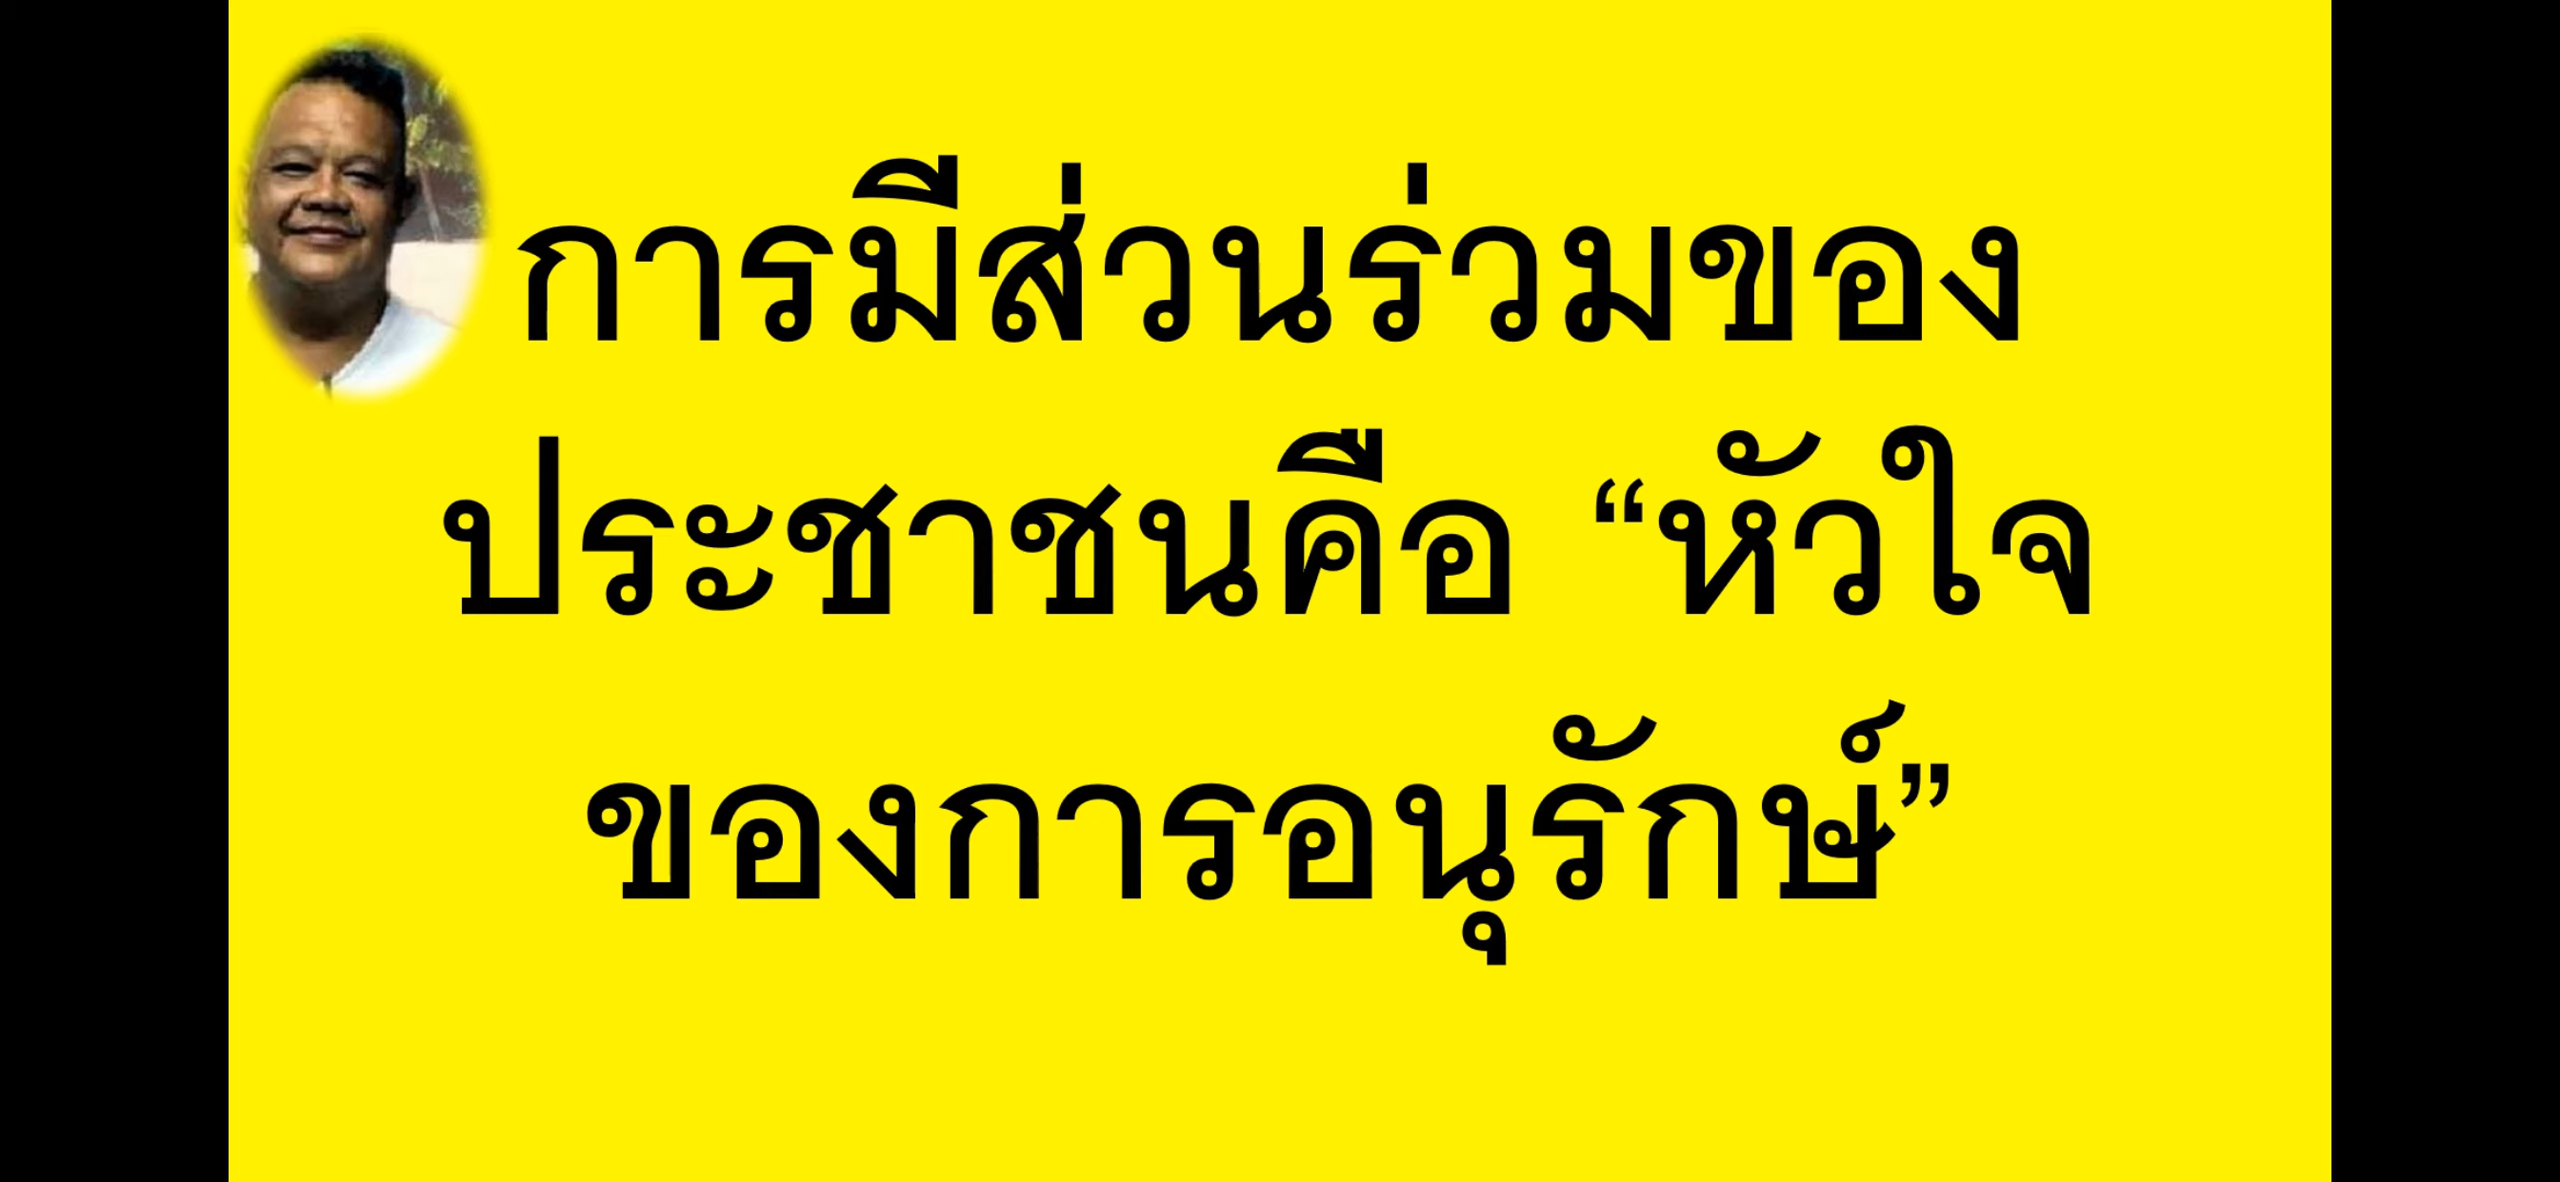 การมีส่วนร่วมของ
ประชาชนคือ “หัวใจ
ของการอนุรักษ์”